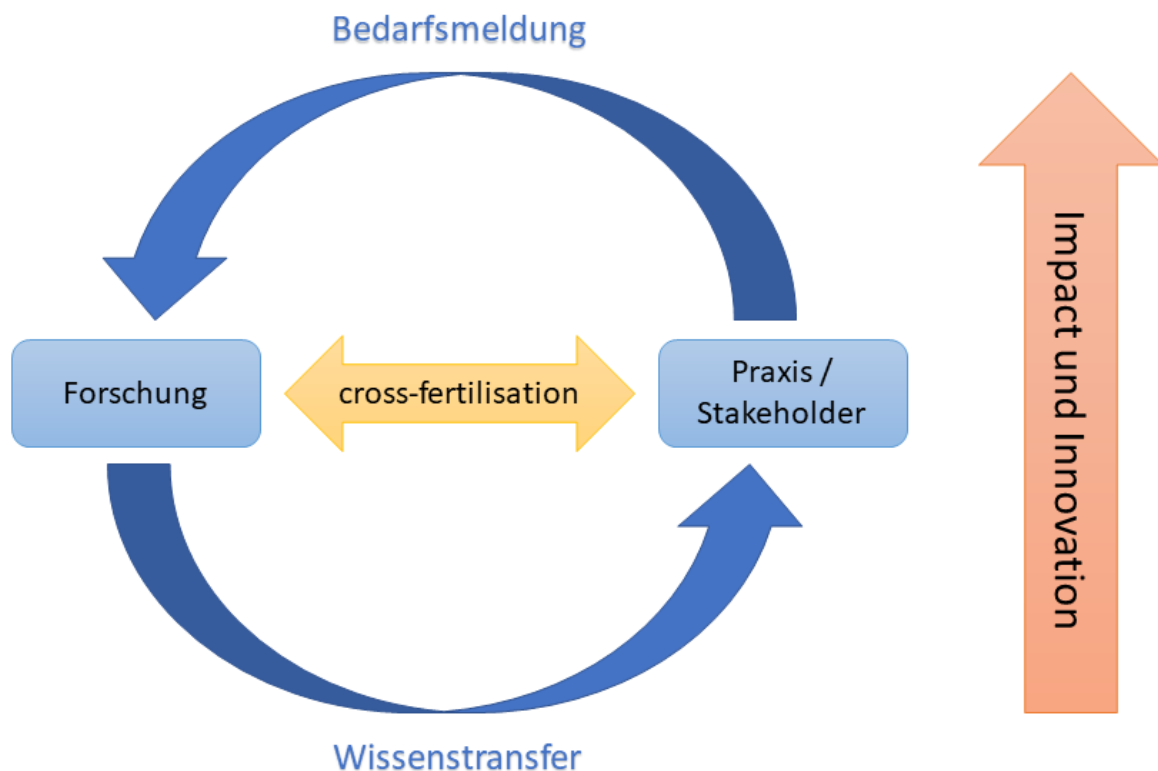 Bedarfsmeldung
Forschung
cross-fertilisation
Praxis /
Stakeholder
Impact und Innovation
Wissenstransfer